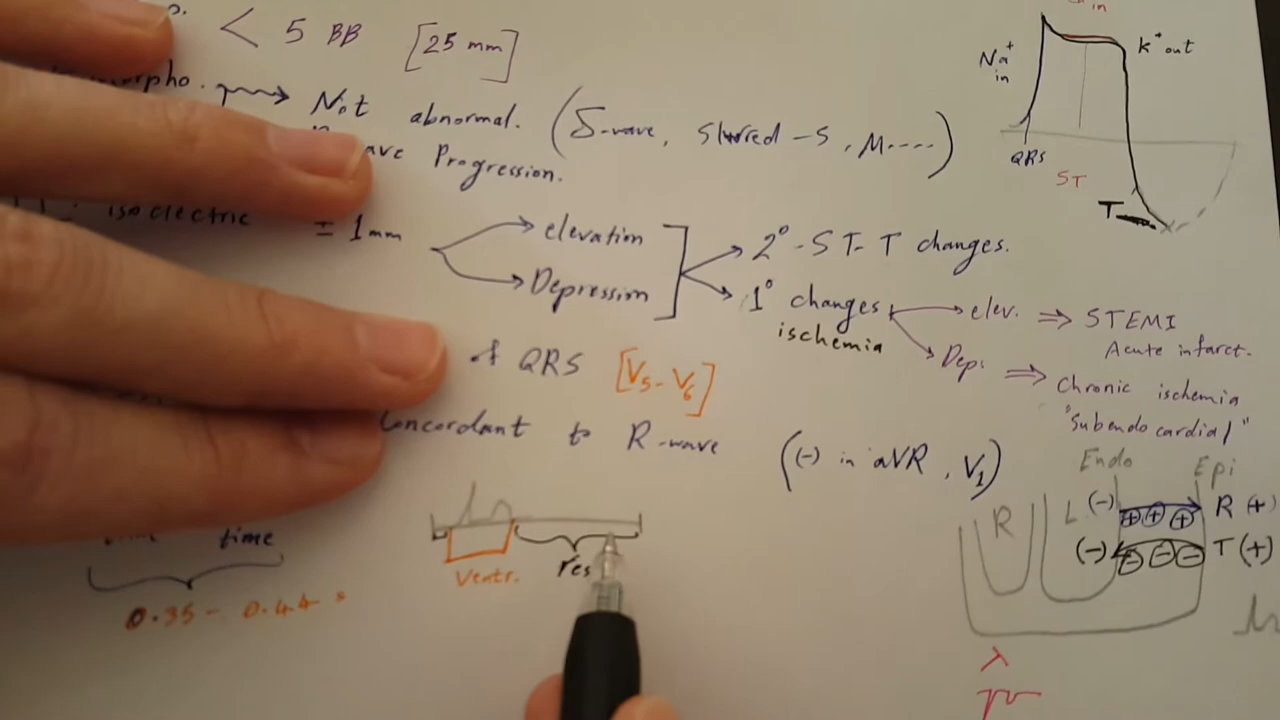 < 5 BB [25 mm]
Not abnormal. (δ-wave, Slurred -S, M....)
Progression.
isoelectric ± 1mm
elevation
Depression
2° - ST-T changes.
1° changes
ischemia
elev. ⇒ STEMI
Acute infarct.
Dep. ⇒ Chronic ischemia
"Subendocardial"
of QRS [V5-V6]
Concordant to R-wave ((-) in aVR, V1)
time
0.35 - 0.44 s
Ventr.
res
in
Na+ in
K+ out
QRS
ST
T
Endo
Epi
R
L
(-) + + + R (+)
(-) - - - T (+)